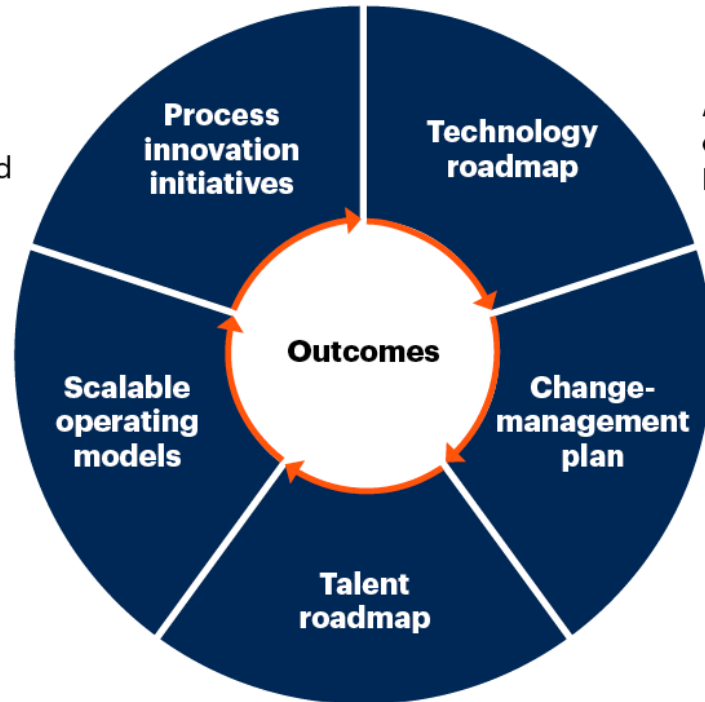 Process
innovation
initiatives
Technology
roadmap
Outcomes
Scalable
operating
models
Change-
management
plan
Talent
roadmap